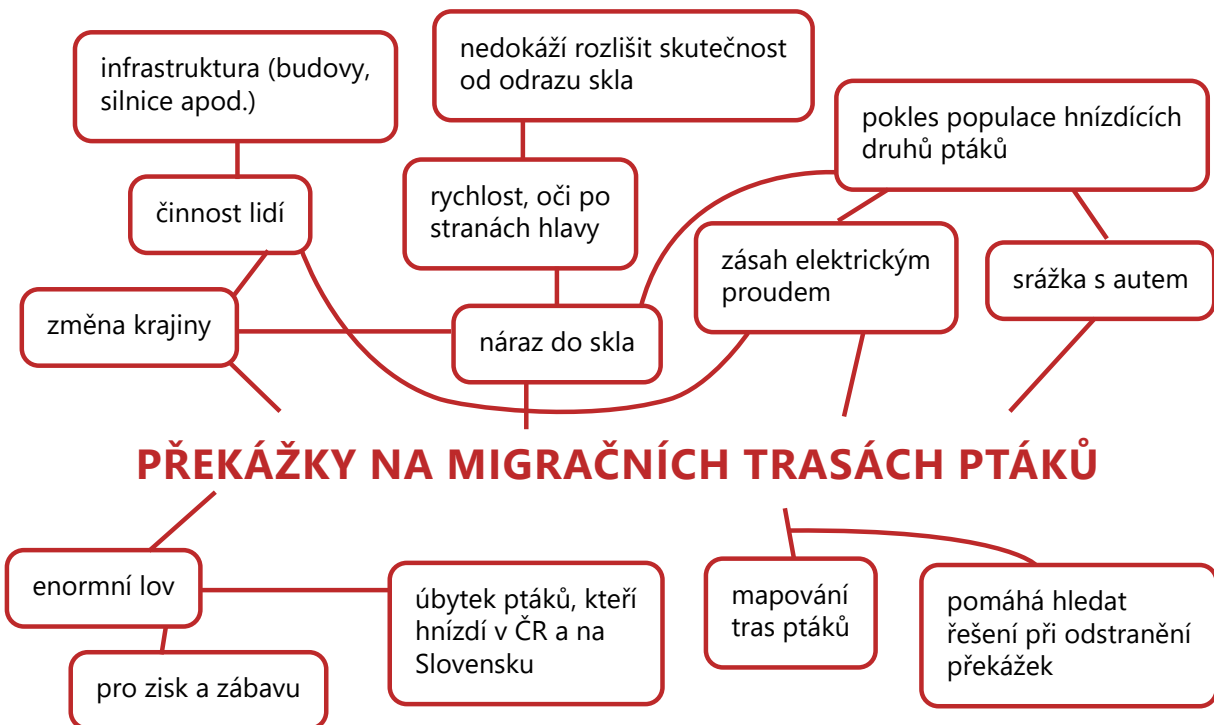 infrastruktura (budovy,
silnice apod.)
nedokáží rozlišit skutečnost
od odrazu skla
pokles populace hnízdících
druhů ptáků
činnost lidí
rychlost, oči po
stranách hlavy
zásah elektrickým
proudem
srážka s autem
změna krajiny
náraz do skla
PŘEKÁŽKY NA MIGRAČNÍCH TRASÁCH PTÁKŮ
enormní lov
úbytek ptáků, kteří
hnízdí v ČR a na
Slovensku
mapování
tras ptáků
pomáhá hledat
řešení při odstranění
překážek
pro zisk a zábavu